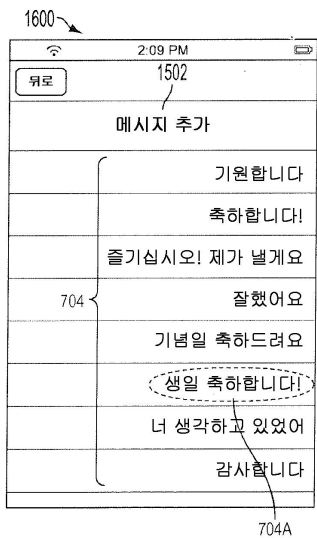 1600
2:09 PM
뒤로
1502
메시지 추가
기원합니다
축하합니다!
즐기십시오! 제가 낼게요
704
잘했어요
기념일 축하드려요
생일 축하합니다!
너 생각하고 있었어
감사합니다
704A